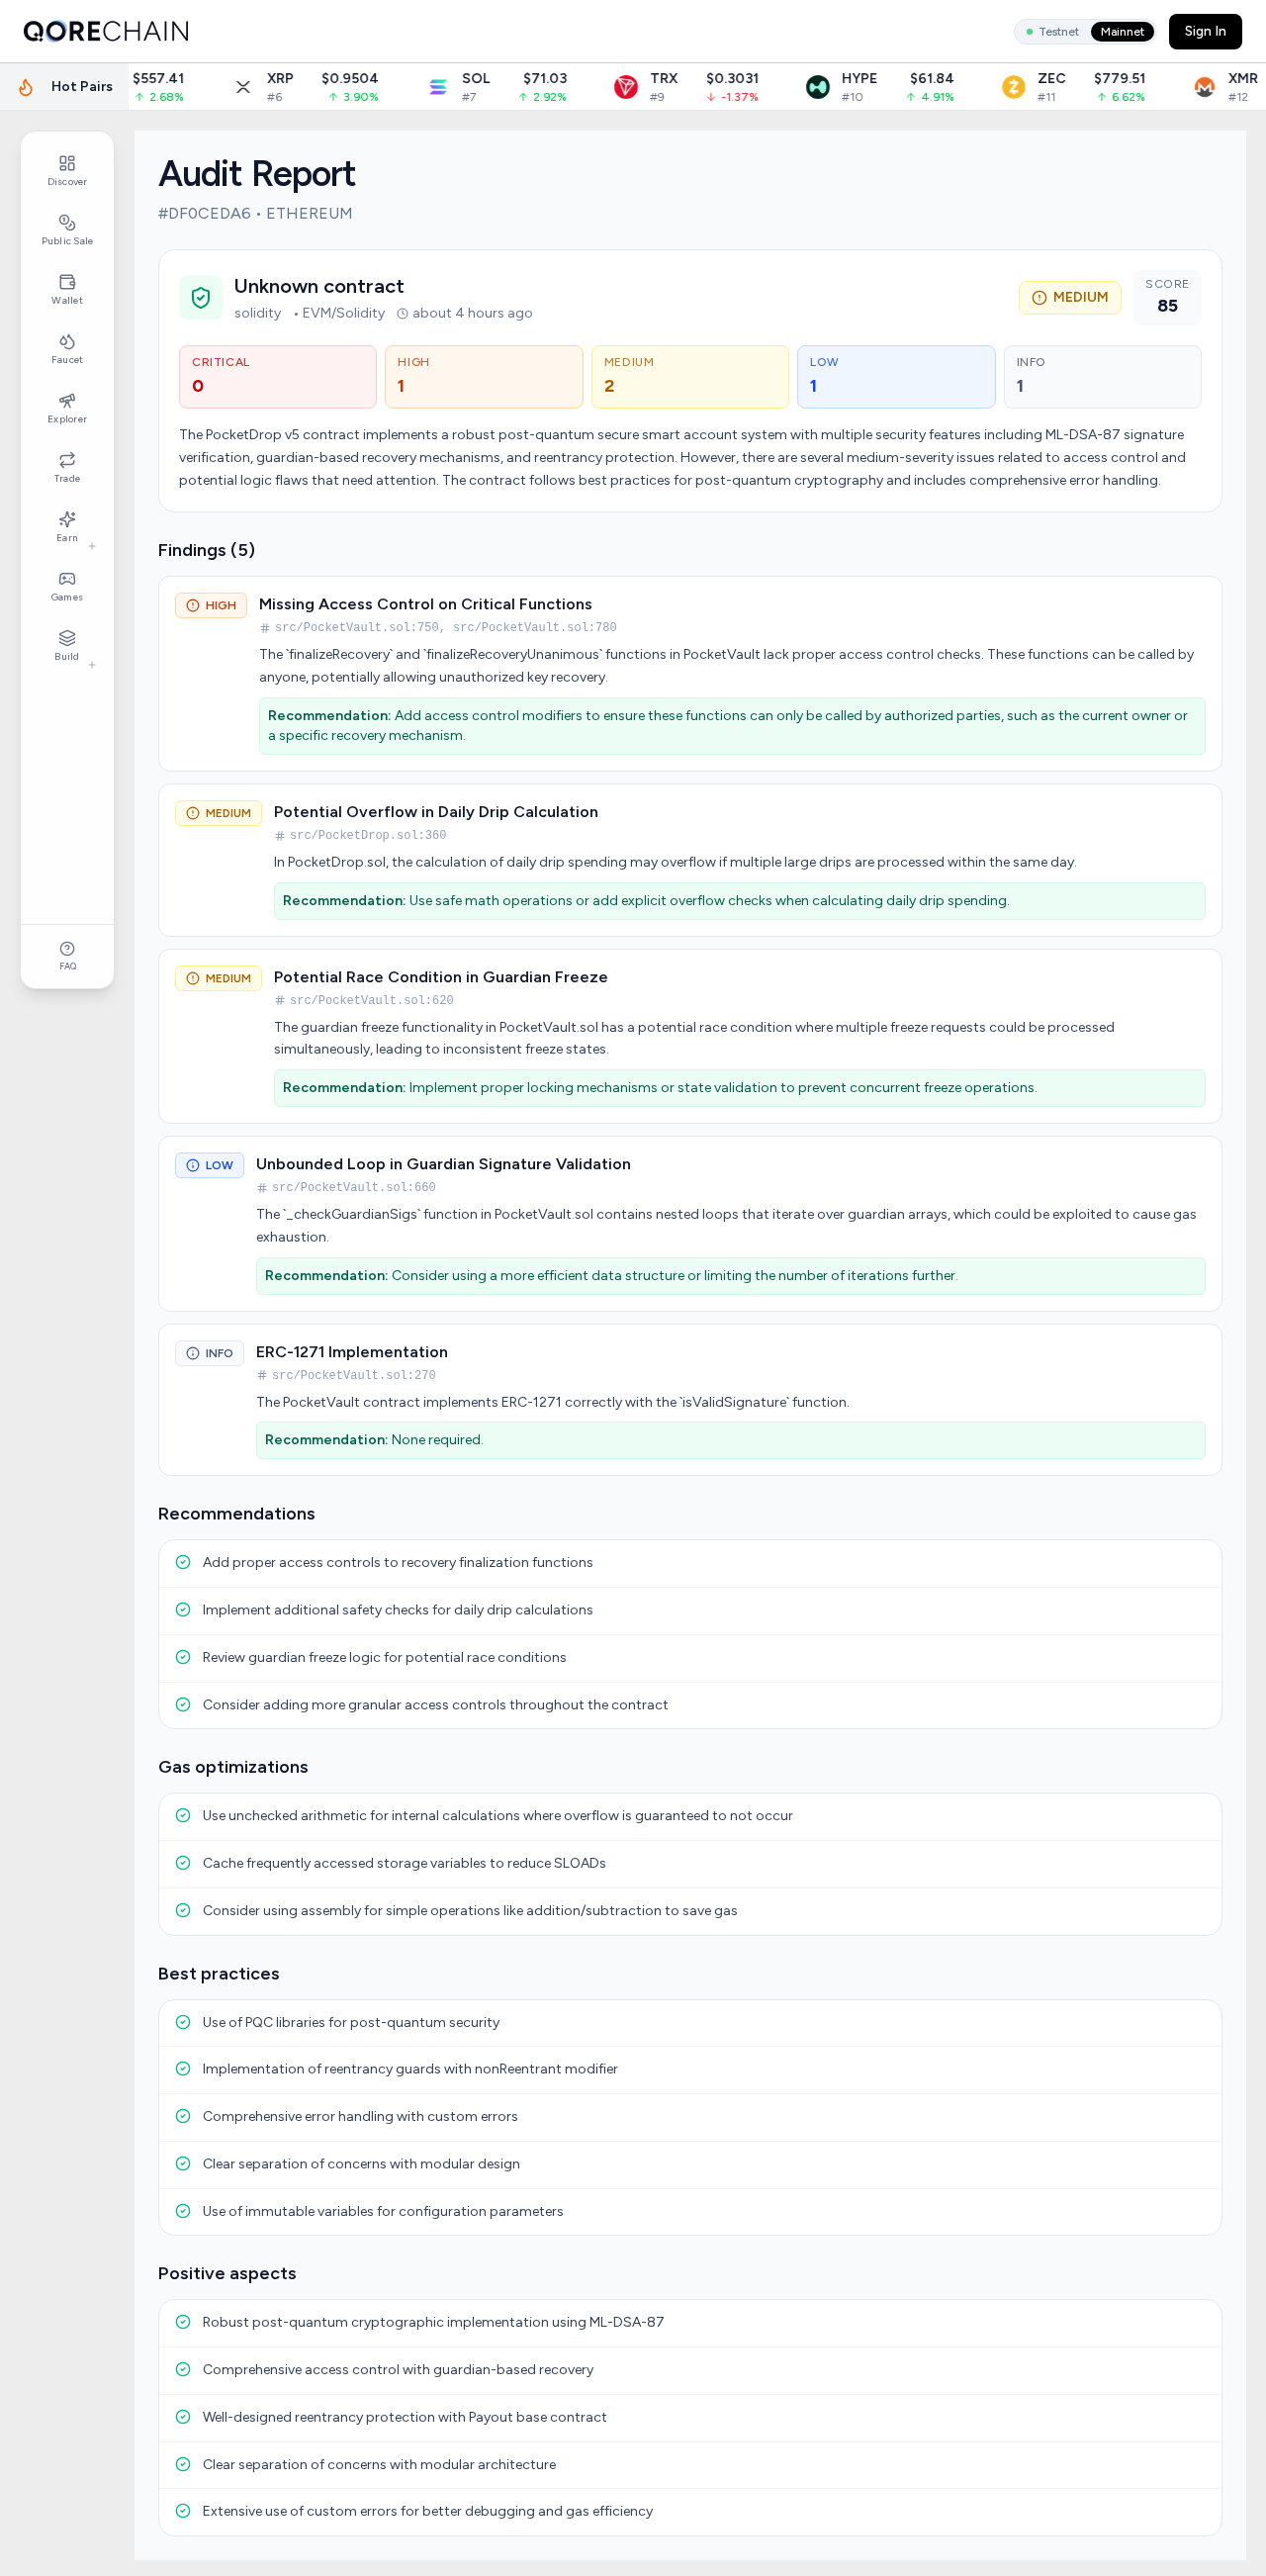 QORECHAIN
Testnet
Mainnet
Sign In
Hot Pairs
$557.41
2.68%
XRP
#6
$0.9504
3.90%
SOL
#7
$71.03
2.92%
TRX
#9
$0.3031
-1.37%
HYPE
#10
$61.84
4.91%
ZEC
#11
$779.51
6.62%
XMR
#12
Discover
Public Sale
Wallet
Faucet
Explorer
Trade
Earn
Games
Build
FAQ
Audit Report
#DF0CEDA6 • ETHEREUM
Unknown contract
solidity • EVM/Solidity about 4 hours ago
MEDIUM
SCORE
85
CRITICAL
0
HIGH
1
MEDIUM
2
LOW
1
INFO
1
The PocketDrop v5 contract implements a robust post-quantum secure smart account system with multiple security features including ML-DSA-87 signature
verification, guardian-based recovery mechanisms, and reentrancy protection. However, there are several medium-severity issues related to access control and
potential logic flaws that need attention. The contract follows best practices for post-quantum cryptography and includes comprehensive error handling.
Findings (5)
HIGH
Missing Access Control on Critical Functions
# src/PocketVault.sol:750, src/PocketVault.sol:780
The `finalizeRecovery` and `finalizeRecoveryUnanimous` functions in PocketVault lack proper access control checks. These functions can be called by
anyone, potentially allowing unauthorized key recovery.
Recommendation: Add access control modifiers to ensure these functions can only be called by authorized parties, such as the current owner or
a specific recovery mechanism.
MEDIUM
Potential Overflow in Daily Drip Calculation
# src/PocketDrop.sol:360
In PocketDrop.sol, the calculation of daily drip spending may overflow if multiple large drips are processed within the same day.
Recommendation: Use safe math operations or add explicit overflow checks when calculating daily drip spending.
MEDIUM
Potential Race Condition in Guardian Freeze
# src/PocketVault.sol:620
The guardian freeze functionality in PocketVault.sol has a potential race condition where multiple freeze requests could be processed
simultaneously, leading to inconsistent freeze states.
Recommendation: Implement proper locking mechanisms or state validation to prevent concurrent freeze operations.
LOW
Unbounded Loop in Guardian Signature Validation
# src/PocketVault.sol:660
The `_checkGuardianSigs` function in PocketVault.sol contains nested loops that iterate over guardian arrays, which could be exploited to cause gas
exhaustion.
Recommendation: Consider using a more efficient data structure or limiting the number of iterations further.
INFO
ERC-1271 Implementation
# src/PocketVault.sol:270
The PocketVault contract implements ERC-1271 correctly with the `isValidSignature` function.
Recommendation: None required.
Recommendations
Add proper access controls to recovery finalization functions
Implement additional safety checks for daily drip calculations
Review guardian freeze logic for potential race conditions
Consider adding more granular access controls throughout the contract
Gas optimizations
Use unchecked arithmetic for internal calculations where overflow is guaranteed to not occur
Cache frequently accessed storage variables to reduce SLOADs
Consider using assembly for simple operations like addition/subtraction to save gas
Best practices
Use of PQC libraries for post-quantum security
Implementation of reentrancy guards with nonReentrant modifier
Comprehensive error handling with custom errors
Clear separation of concerns with modular design
Use of immutable variables for configuration parameters
Positive aspects
Robust post-quantum cryptographic implementation using ML-DSA-87
Comprehensive access control with guardian-based recovery
Well-designed reentrancy protection with Payout base contract
Clear separation of concerns with modular architecture
Extensive use of custom errors for better debugging and gas efficiency